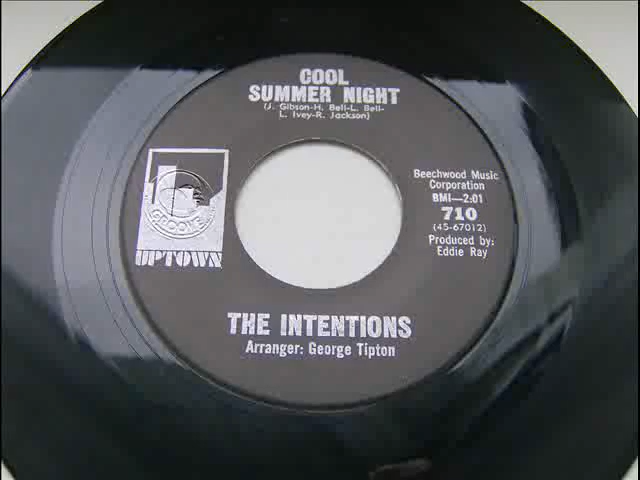 COOL
SUMMER NIGHT
(J. Gibson-H. Bell-L. Bell-
L. Ivey-R. Jackson)
GROOVE
UPTOWN
Beechwood Music
Corporation
BMI—2:01
710
(45-67012)
Produced by:
Eddie Ray
THE INTENTIONS
Arranger: George Tipton